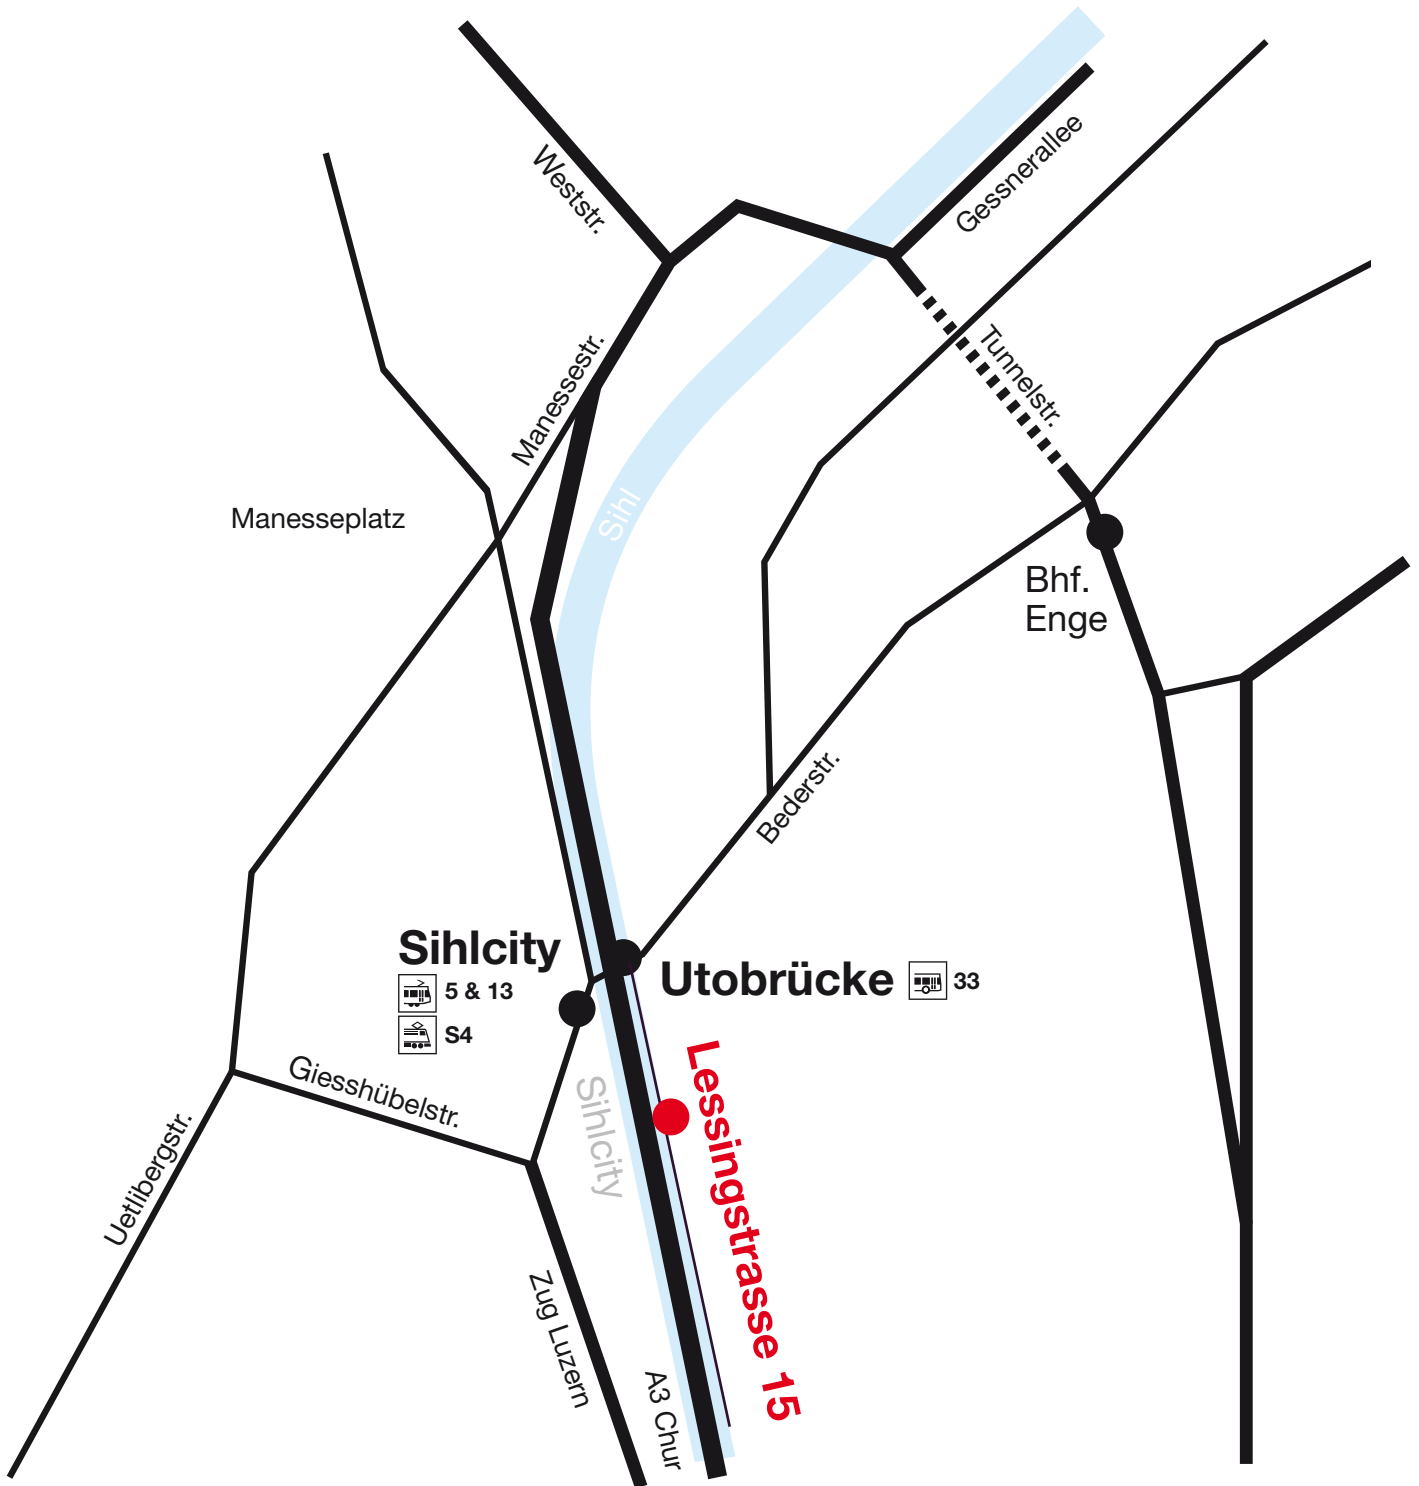 Weststr.
Gessnerallee
Tunnelstr.
Manessestr.
Sihl
Manesseplatz
Bhf.
Enge
Bederstr.
Sihlcity
5 & 13
S4
Utobrücke
33
Giesshübelstr.
Sihlcity
Lessingstrasse 15
Uetlibergstr.
Zug Luzern
A3 Chur